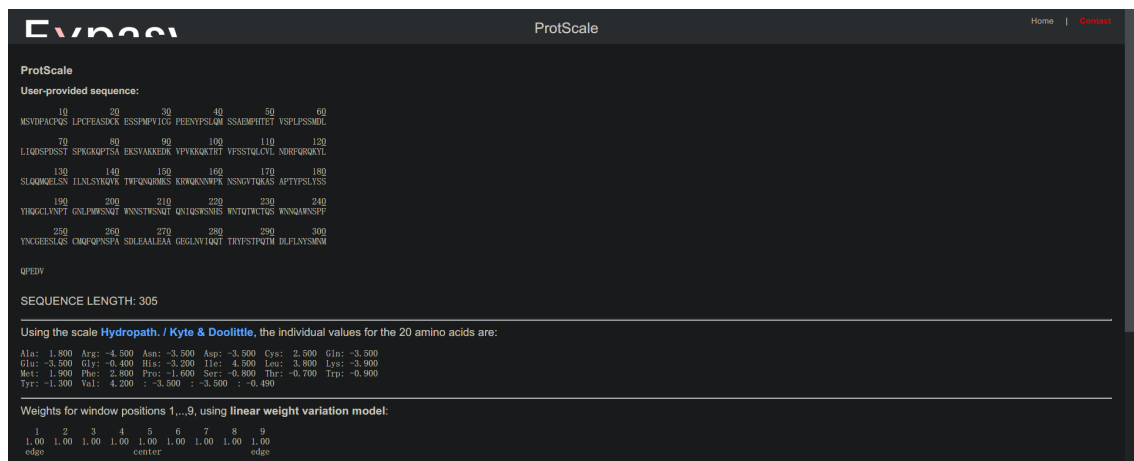 Expasy
ProtScale
Home | Contact
ProtScale
User-provided sequence:
10 20 30 40 50 60
MSVDPACPQS LPCFEASDCK ESSPMPVICG PEENYPSLQM SSAEMPHTET VSPLPSSMDL
70 80 90 100 110 120
LIQDSPDSST SPKGKQPTSA EKSVAKKEDK VPVKKQKTRT VFSSTQLCVL NDRFQRQKYL
130 140 150 160 170 180
SLQQMQELSN ILNLSYKQVK TWFQNQRMKS KRWQKNNWPK NSNGVTQKAS APTYPSLYSS
190 200 210 220 230 240
YHQGCLVNPT GNLPMWSNQT WNNSTWSNQT QNIQSWSNHS WNTQTWCTQS WNNQAWNSPF
250 260 270 280 290 300
YNCGEESLQS CMQFQPNSPA SDLEAALEAA GEGLNVIQQT TRYFSTPQTM DLFLNYSMNM
QPEDV
SEQUENCE LENGTH: 305
Using the scale Hydropath. / Kyte & Doolittle, the individual values for the 20 amino acids are:
Ala: 1.800 Arg: -4.500 Asn: -3.500 Asp: -3.500 Cys: 2.500 Gln: -3.500
Glu: -3.500 Gly: -0.400 His: -3.200 Ile: 4.500 Leu: 3.800 Lys: -3.900
Met: 1.900 Phe: 2.800 Pro: -1.600 Ser: -0.800 Thr: -0.700 Trp: -0.900
Tyr: -1.300 Val: 4.200 : -3.500 : -3.500 : -0.490
Weights for window positions 1,..,9, using linear weight variation model:
1 2 3 4 5 6 7 8 9
1.00 1.00 1.00 1.00 1.00 1.00 1.00 1.00 1.00
edge center edge